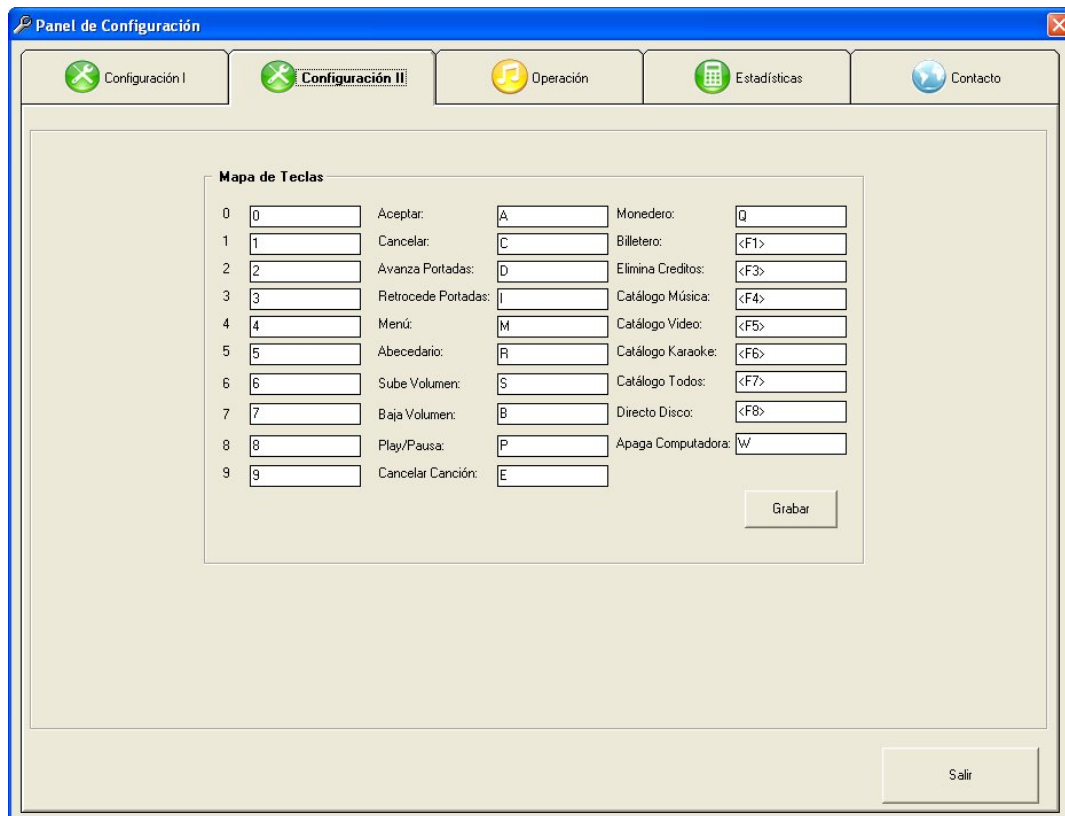 Panel de Configuración
Configuración I Configuración II Operación Estadísticas Contacto
Mapa de Teclas
0 0 Aceptar: A Monedero: Q
1 1 Cancelar: C Billetero: <F1>
2 2 Avanza Portadas: D Elimina Creditos: <F3>
3 3 Retrocede Portadas: I Catálogo Música: <F4>
4 4 Menú: M Catálogo Video: <F5>
5 5 Abecedario: R Catálogo Karaoke: <F6>
6 6 Sube Volumen: S Catálogo Todos: <F7>
7 7 Baja Volumen: B Directo Disco: <F8>
8 8 Play/Pausa: P Apaga Computadora: W
9 9 Cancelar Canción: E
Grabar
Salir